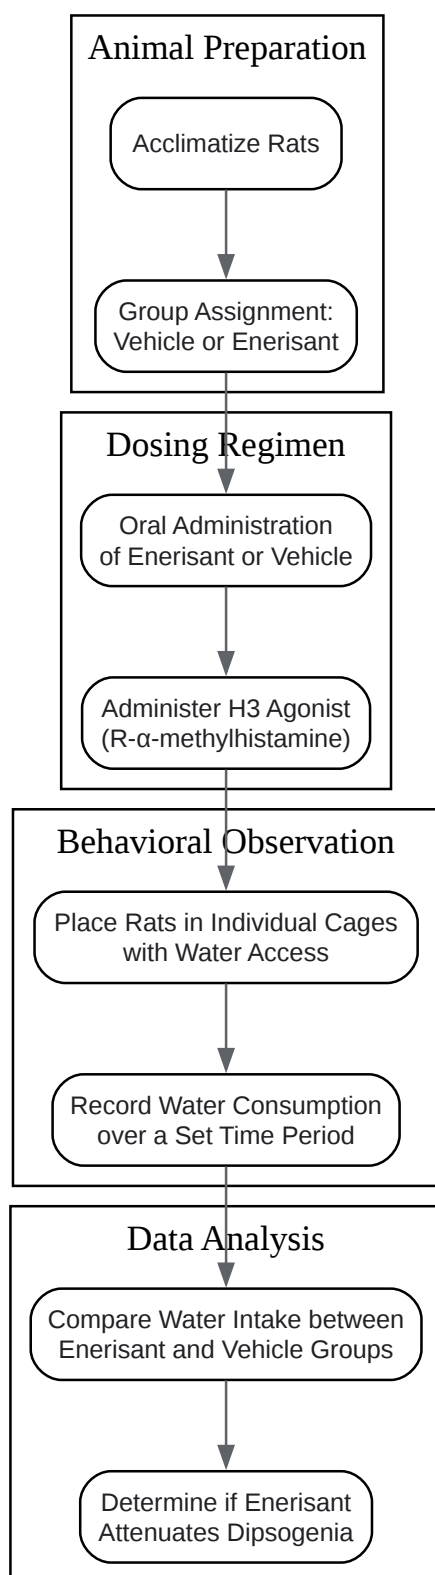 Animal Preparation
Acclimatize Rats
Group Assignment:
Vehicle or Enerisant
Dosing Regimen
Oral Administration
of Enerisant or Vehicle
Administer H3 Agonist
(R-α-methylhistamine)
Behavioral Observation
Place Rats in Individual Cages
with Water Access
Record Water Consumption
over a Set Time Period
Data Analysis
Compare Water Intake between
Enerisant and Vehicle Groups
Determine if Enerisant
Attenuates Dipsogenia